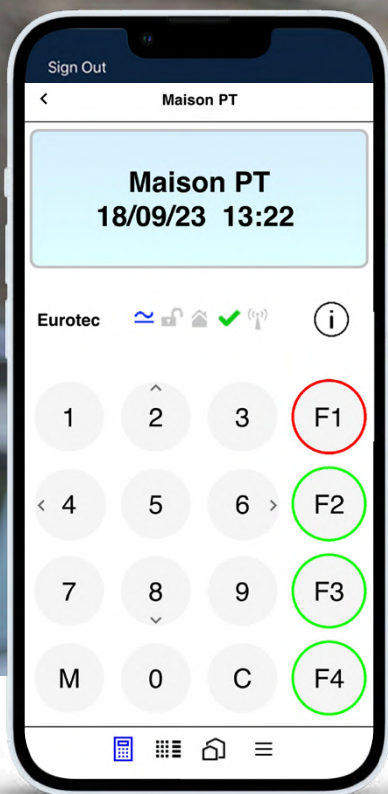 Sign Out
Maison PT
Maison PT
18/09/23 13:22
Eurotec
i
1 2 3 F1
4 5 6 F2
7 8 9 F3
M 0 C F4